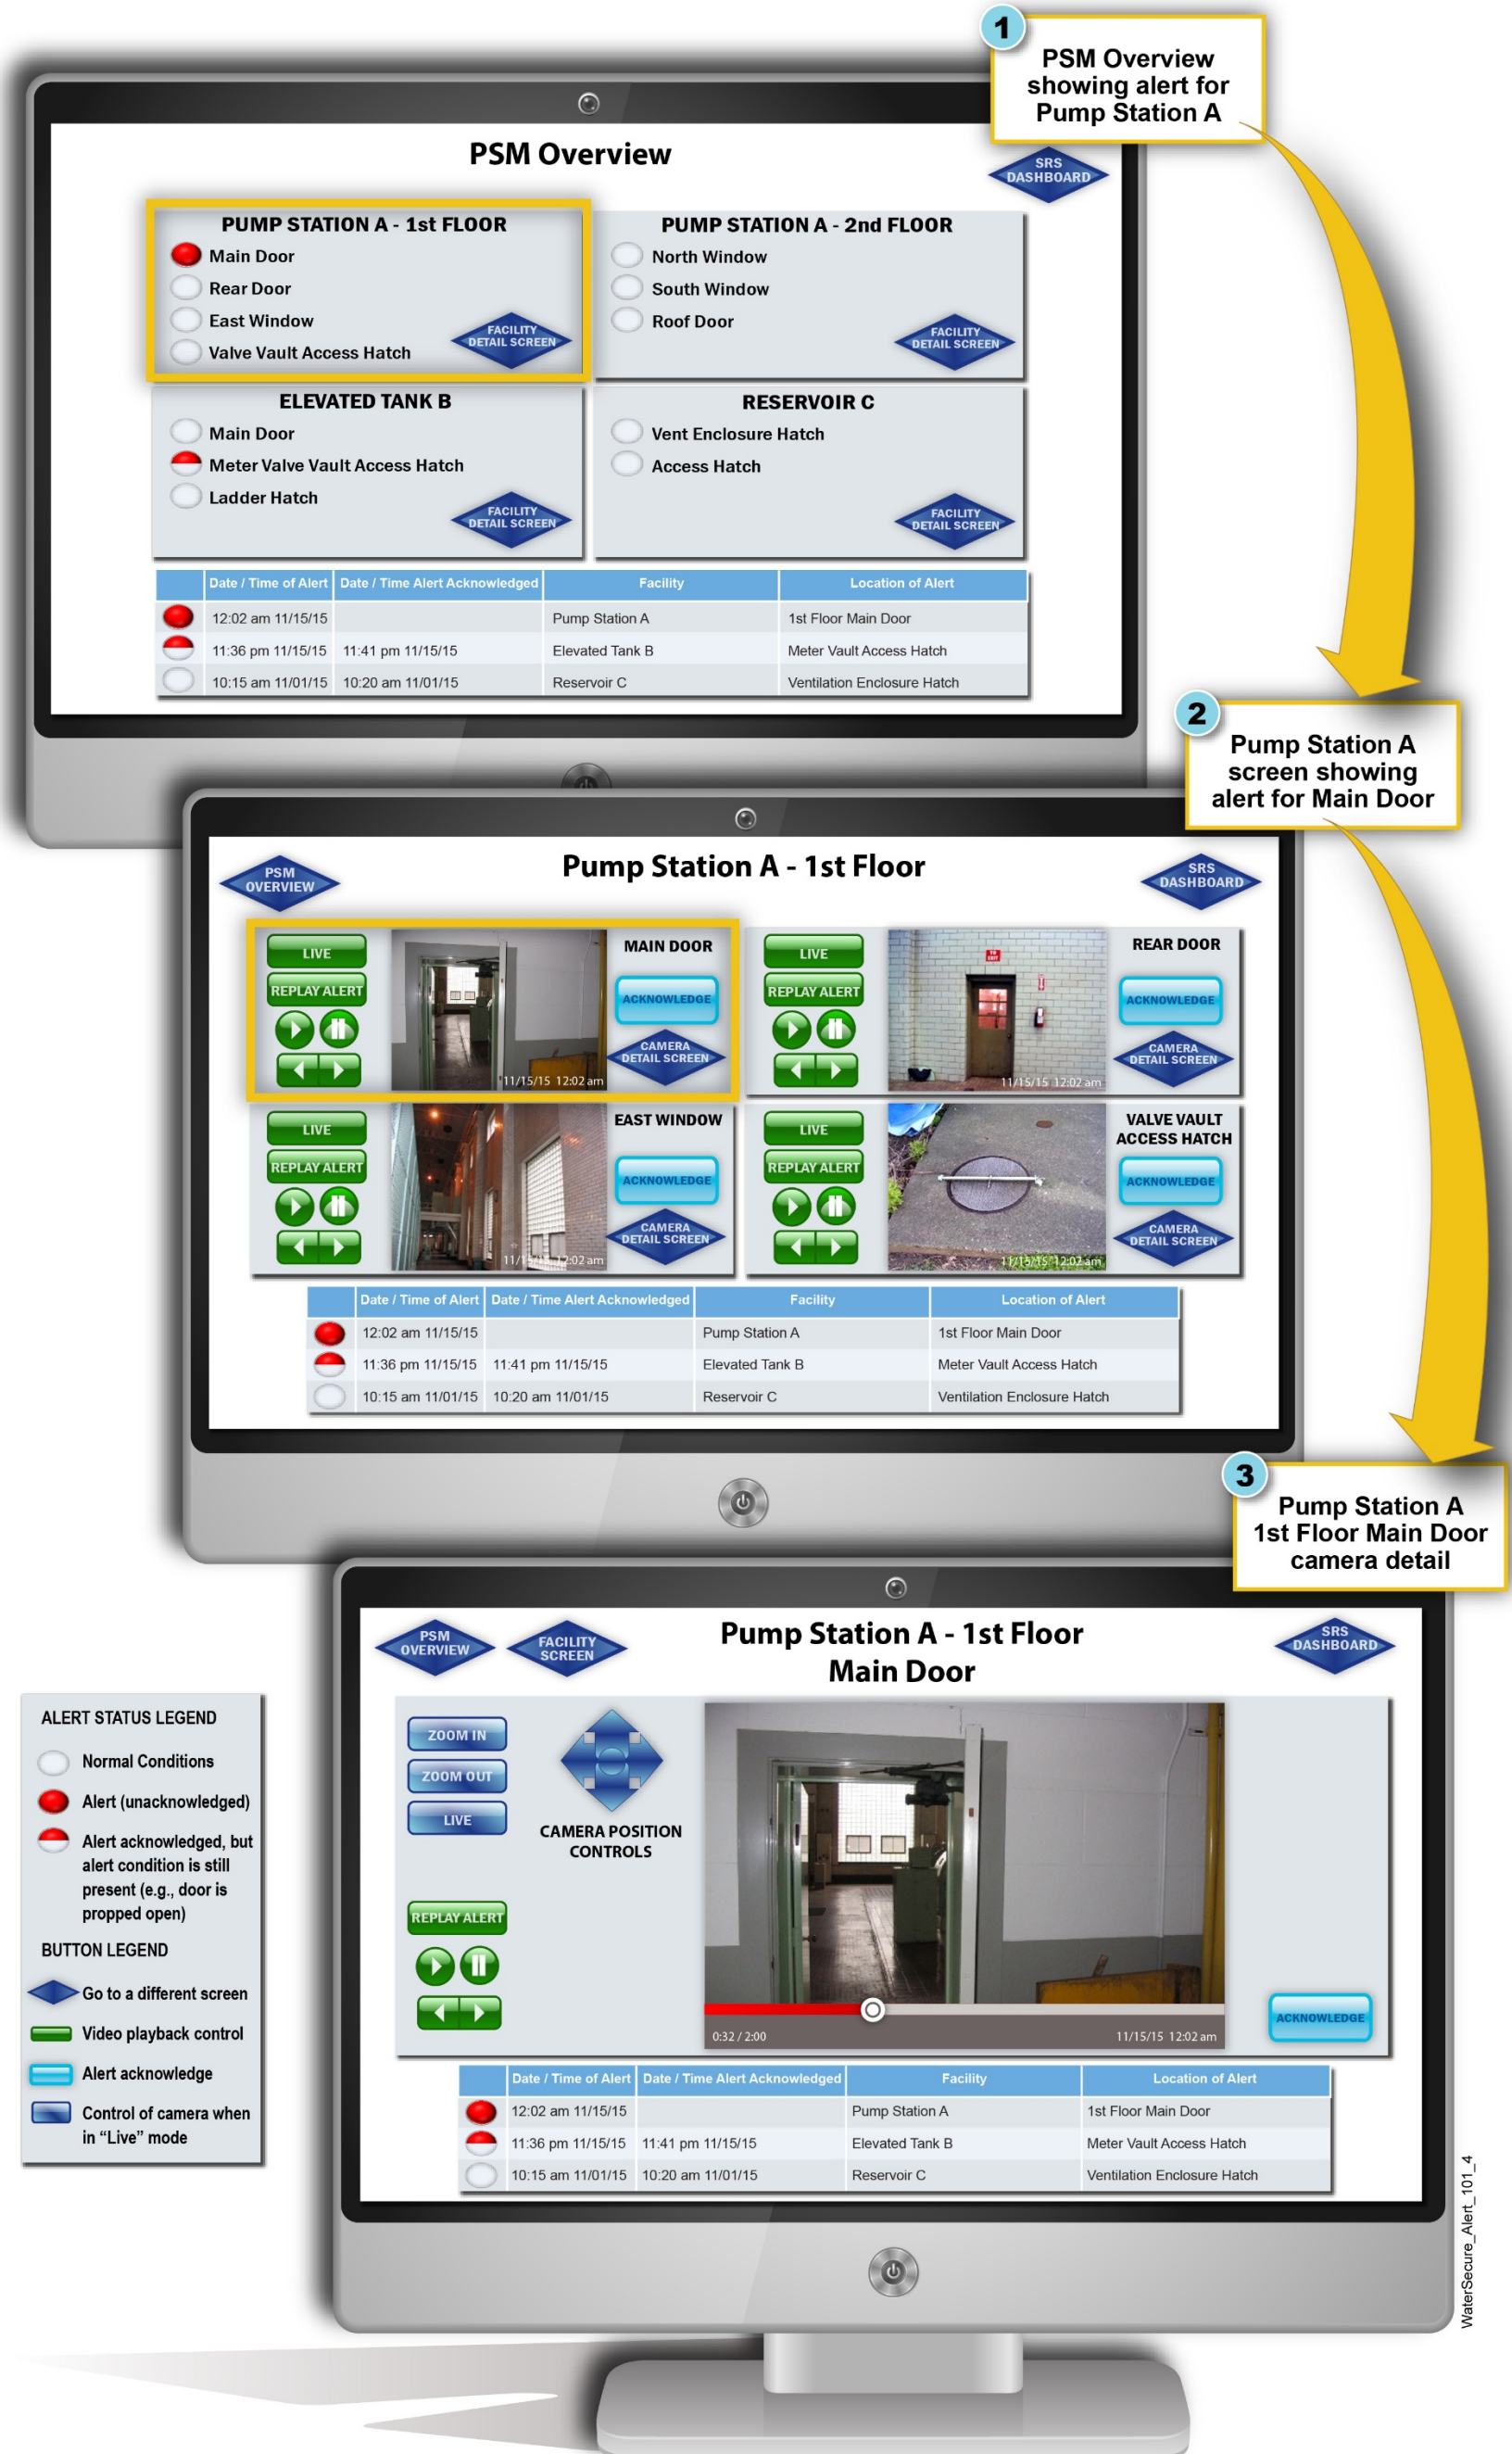 1
PSM Overview
showing alert for
Pump Station A
PSM Overview
SRS
DASHBOARD
PUMP STATION A - 1st FLOOR
Main Door
Rear Door
East Window
Valve Vault Access Hatch
FACILITY
DETAIL SCREEN
PUMP STATION A - 2nd FLOOR
North Window
South Window
Roof Door
FACILITY
DETAIL SCREEN
ELEVATED TANK B
Main Door
Meter Valve Vault Access Hatch
Ladder Hatch
FACILITY
DETAIL SCREEN
RESERVOIR C
Vent Enclosure Hatch
Access Hatch
FACILITY
DETAIL SCREEN
Date / Time of Alert Date / Time Alert Acknowledged Facility Location of Alert
12:02 am 11/15/15 Pump Station A 1st Floor Main Door
11:36 pm 11/15/15 11:41 pm 11/15/15 Elevated Tank B Meter Vault Access Hatch
10:15 am 11/01/15 10:20 am 11/01/15 Reservoir C Ventilation Enclosure Hatch
2
Pump Station A
screen showing
alert for Main Door
PSM
OVERVIEW
Pump Station A - 1st Floor
SRS
DASHBOARD
LIVE
REPLAY ALERT
11/15/15 12:02 am
MAIN DOOR
ACKNOWLEDGE
CAMERA
DETAIL SCREEN
LIVE
REPLAY ALERT
11/15/15 12:02 am
REAR DOOR
ACKNOWLEDGE
CAMERA
DETAIL SCREEN
LIVE
REPLAY ALERT
11/15/15 12:02 am
EAST WINDOW
ACKNOWLEDGE
CAMERA
DETAIL SCREEN
LIVE
REPLAY ALERT
11/15/15 12:02 am
VALVE VAULT
ACCESS HATCH
ACKNOWLEDGE
CAMERA
DETAIL SCREEN
Date / Time of Alert Date / Time Alert Acknowledged Facility Location of Alert
12:02 am 11/15/15 Pump Station A 1st Floor Main Door
11:36 pm 11/15/15 11:41 pm 11/15/15 Elevated Tank B Meter Vault Access Hatch
10:15 am 11/01/15 10:20 am 11/01/15 Reservoir C Ventilation Enclosure Hatch
3
Pump Station A
1st Floor Main Door
camera detail
PSM
OVERVIEW
FACILITY
SCREEN
Pump Station A - 1st Floor
Main Door
SRS
DASHBOARD
ZOOM IN
ZOOM OUT
LIVE
CAMERA POSITION
CONTROLS
REPLAY ALERT
0:32 / 2:00
11/15/15 12:02 am
ACKNOWLEDGE
Date / Time of Alert Date / Time Alert Acknowledged Facility Location of Alert
12:02 am 11/15/15 Pump Station A 1st Floor Main Door
11:36 pm 11/15/15 11:41 pm 11/15/15 Elevated Tank B Meter Vault Access Hatch
10:15 am 11/01/15 10:20 am 11/01/15 Reservoir C Ventilation Enclosure Hatch
ALERT STATUS LEGEND
Normal Conditions
Alert (unacknowledged)
Alert acknowledged, but
alert condition is still
present (e.g., door is
propped open)
BUTTON LEGEND
Go to a different screen
Video playback control
Alert acknowledge
Control of camera when
in “Live” mode
WaterSecure_Alert_101_4